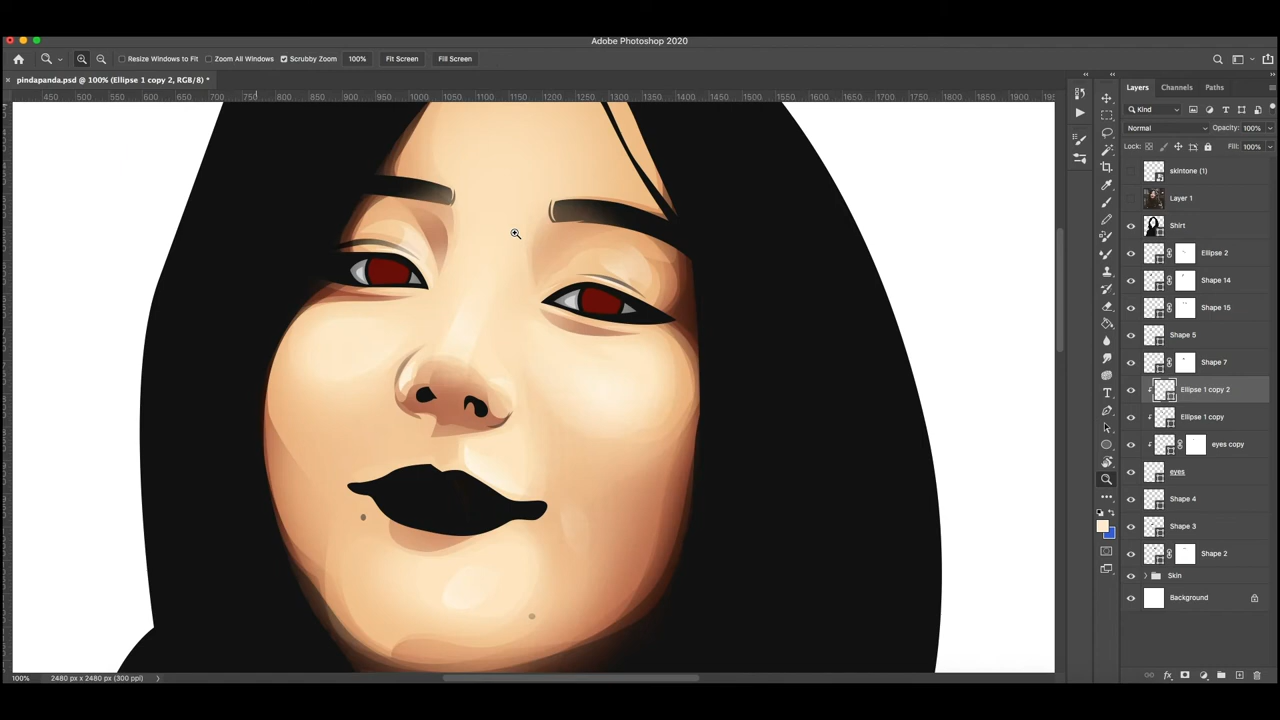 Adobe Photoshop 2020
Resize Windows to Fit Zoom All Windows Scrubby Zoom 100% Fit Screen Fill Screen
pindapanda.psd @ 100% (Ellipse 1 copy 2, RGB/8) *
450 500 550 600 650 700 750 800 850 900 950 1000 1050 1100 1150 1200 1250 1300 1350 1400 1450 1500 1550 1600 1650 1700 1750 1800 1850 1900
Layers Channels Paths
Kind
Normal Opacity: 100%
Lock: Fill: 100%
skintone (1)
Layer 1
Shirt
Ellipse 2
Shape 14
Shape 15
Shape 5
Shape 7
Ellipse 1 copy 2
Ellipse 1 copy
eyes copy
eyes
Shape 4
Shape 3
Shape 2
Skin
Background
100% 2480 px x 2480 px (300 ppi)